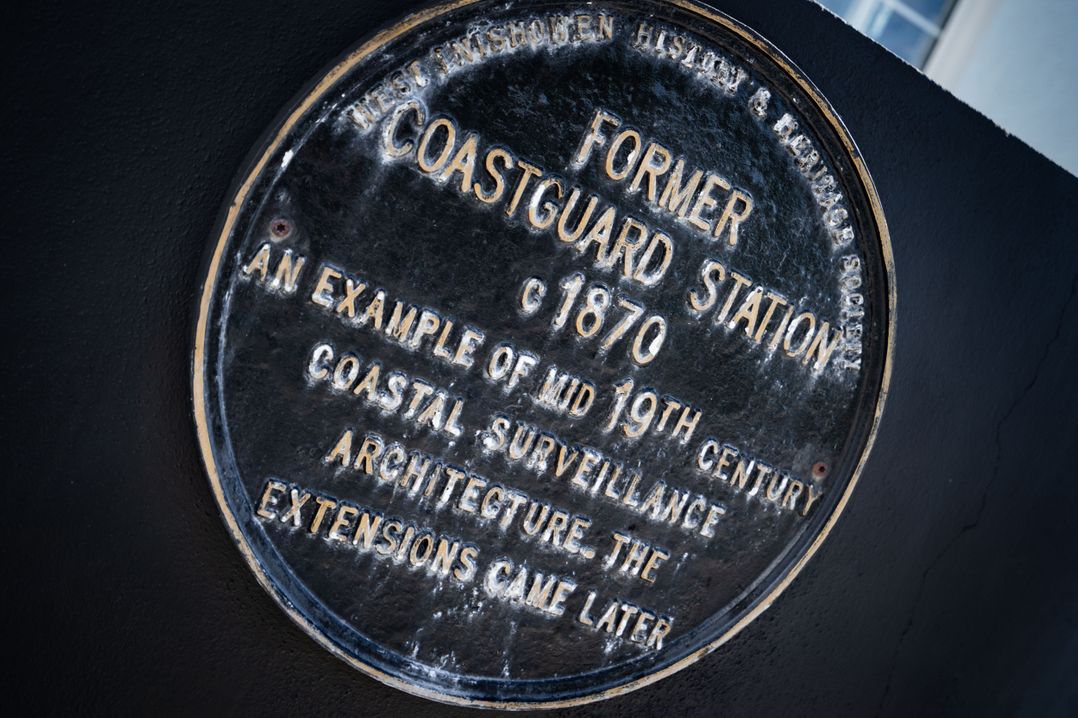 WEST INISHOWEN HISTORY & HERITAGE SOCIETY
FORMER
COASTGUARD STATION
C 1870
AN EXAMPLE OF MID 19TH CENTURY
COASTAL SURVEILLANCE
ARCHITECTURE. THE
EXTENSIONS CAME LATER